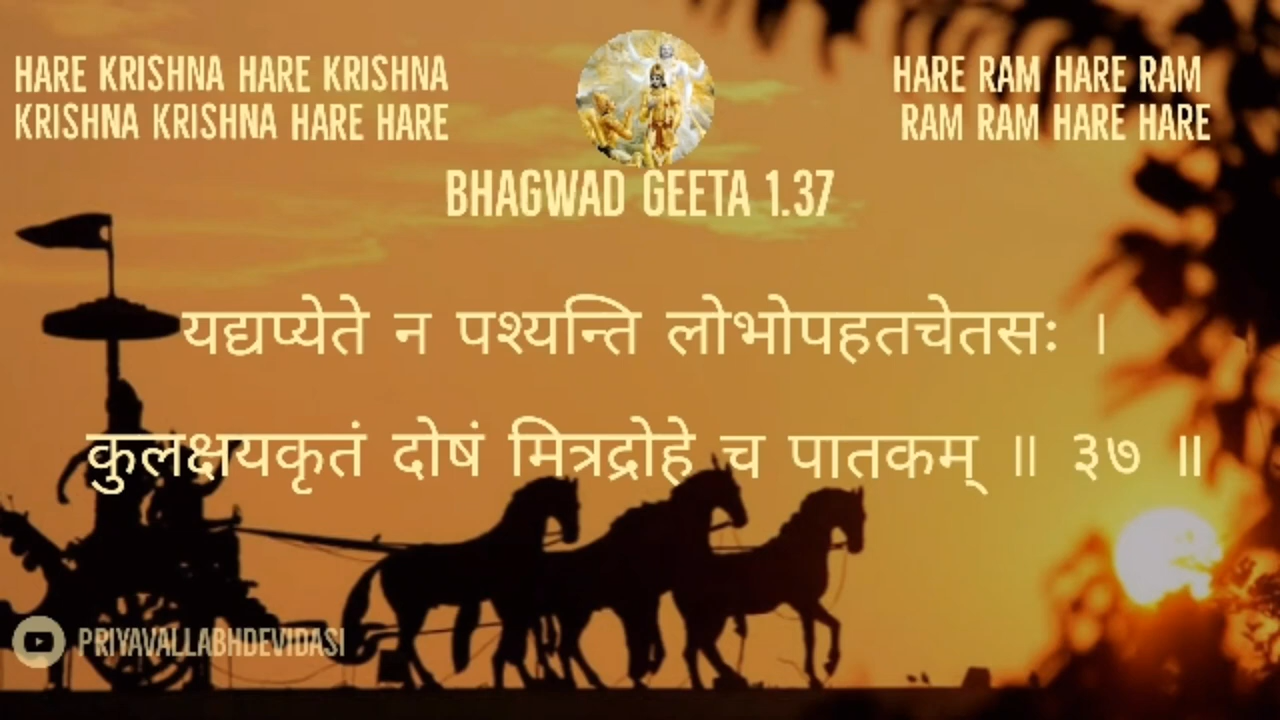 HARE KRISHNA HARE KRISHNA
KRISHNA KRISHNA HARE HARE
HARE RAM HARE RAM
RAM RAM HARE HARE
BHAGWAD GEETA 1.37
यद्यप्येते न पश्यन्ति लोभोपहतचेतसः ।
कुलक्षयकृतं दोषं मित्रद्रोहे च पातकम् ॥ ३७ ॥
PRIYAVALLABHDEVIDASI